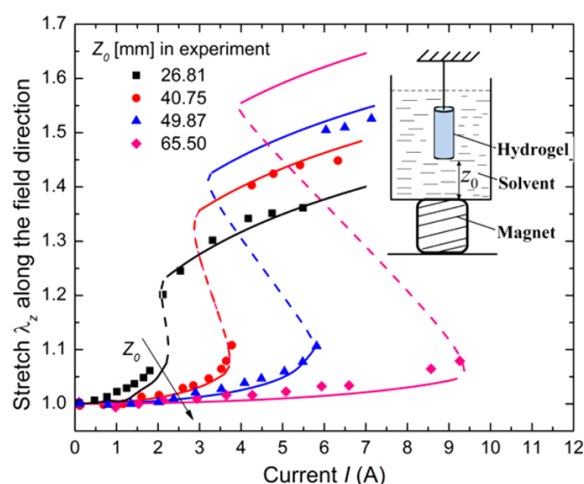 Z₀ [mm] in experiment
26.81
40.75
49.87
65.50
Hydrogel
Z₀
Solvent
Magnet
Z₀
Stretch λ_z along the field direction
1.7
1.6
1.5
1.4
1.3
1.2
1.1
1.0
0 1 2 3 4 5 6 7 8 9 10 11 12
Current I (A)